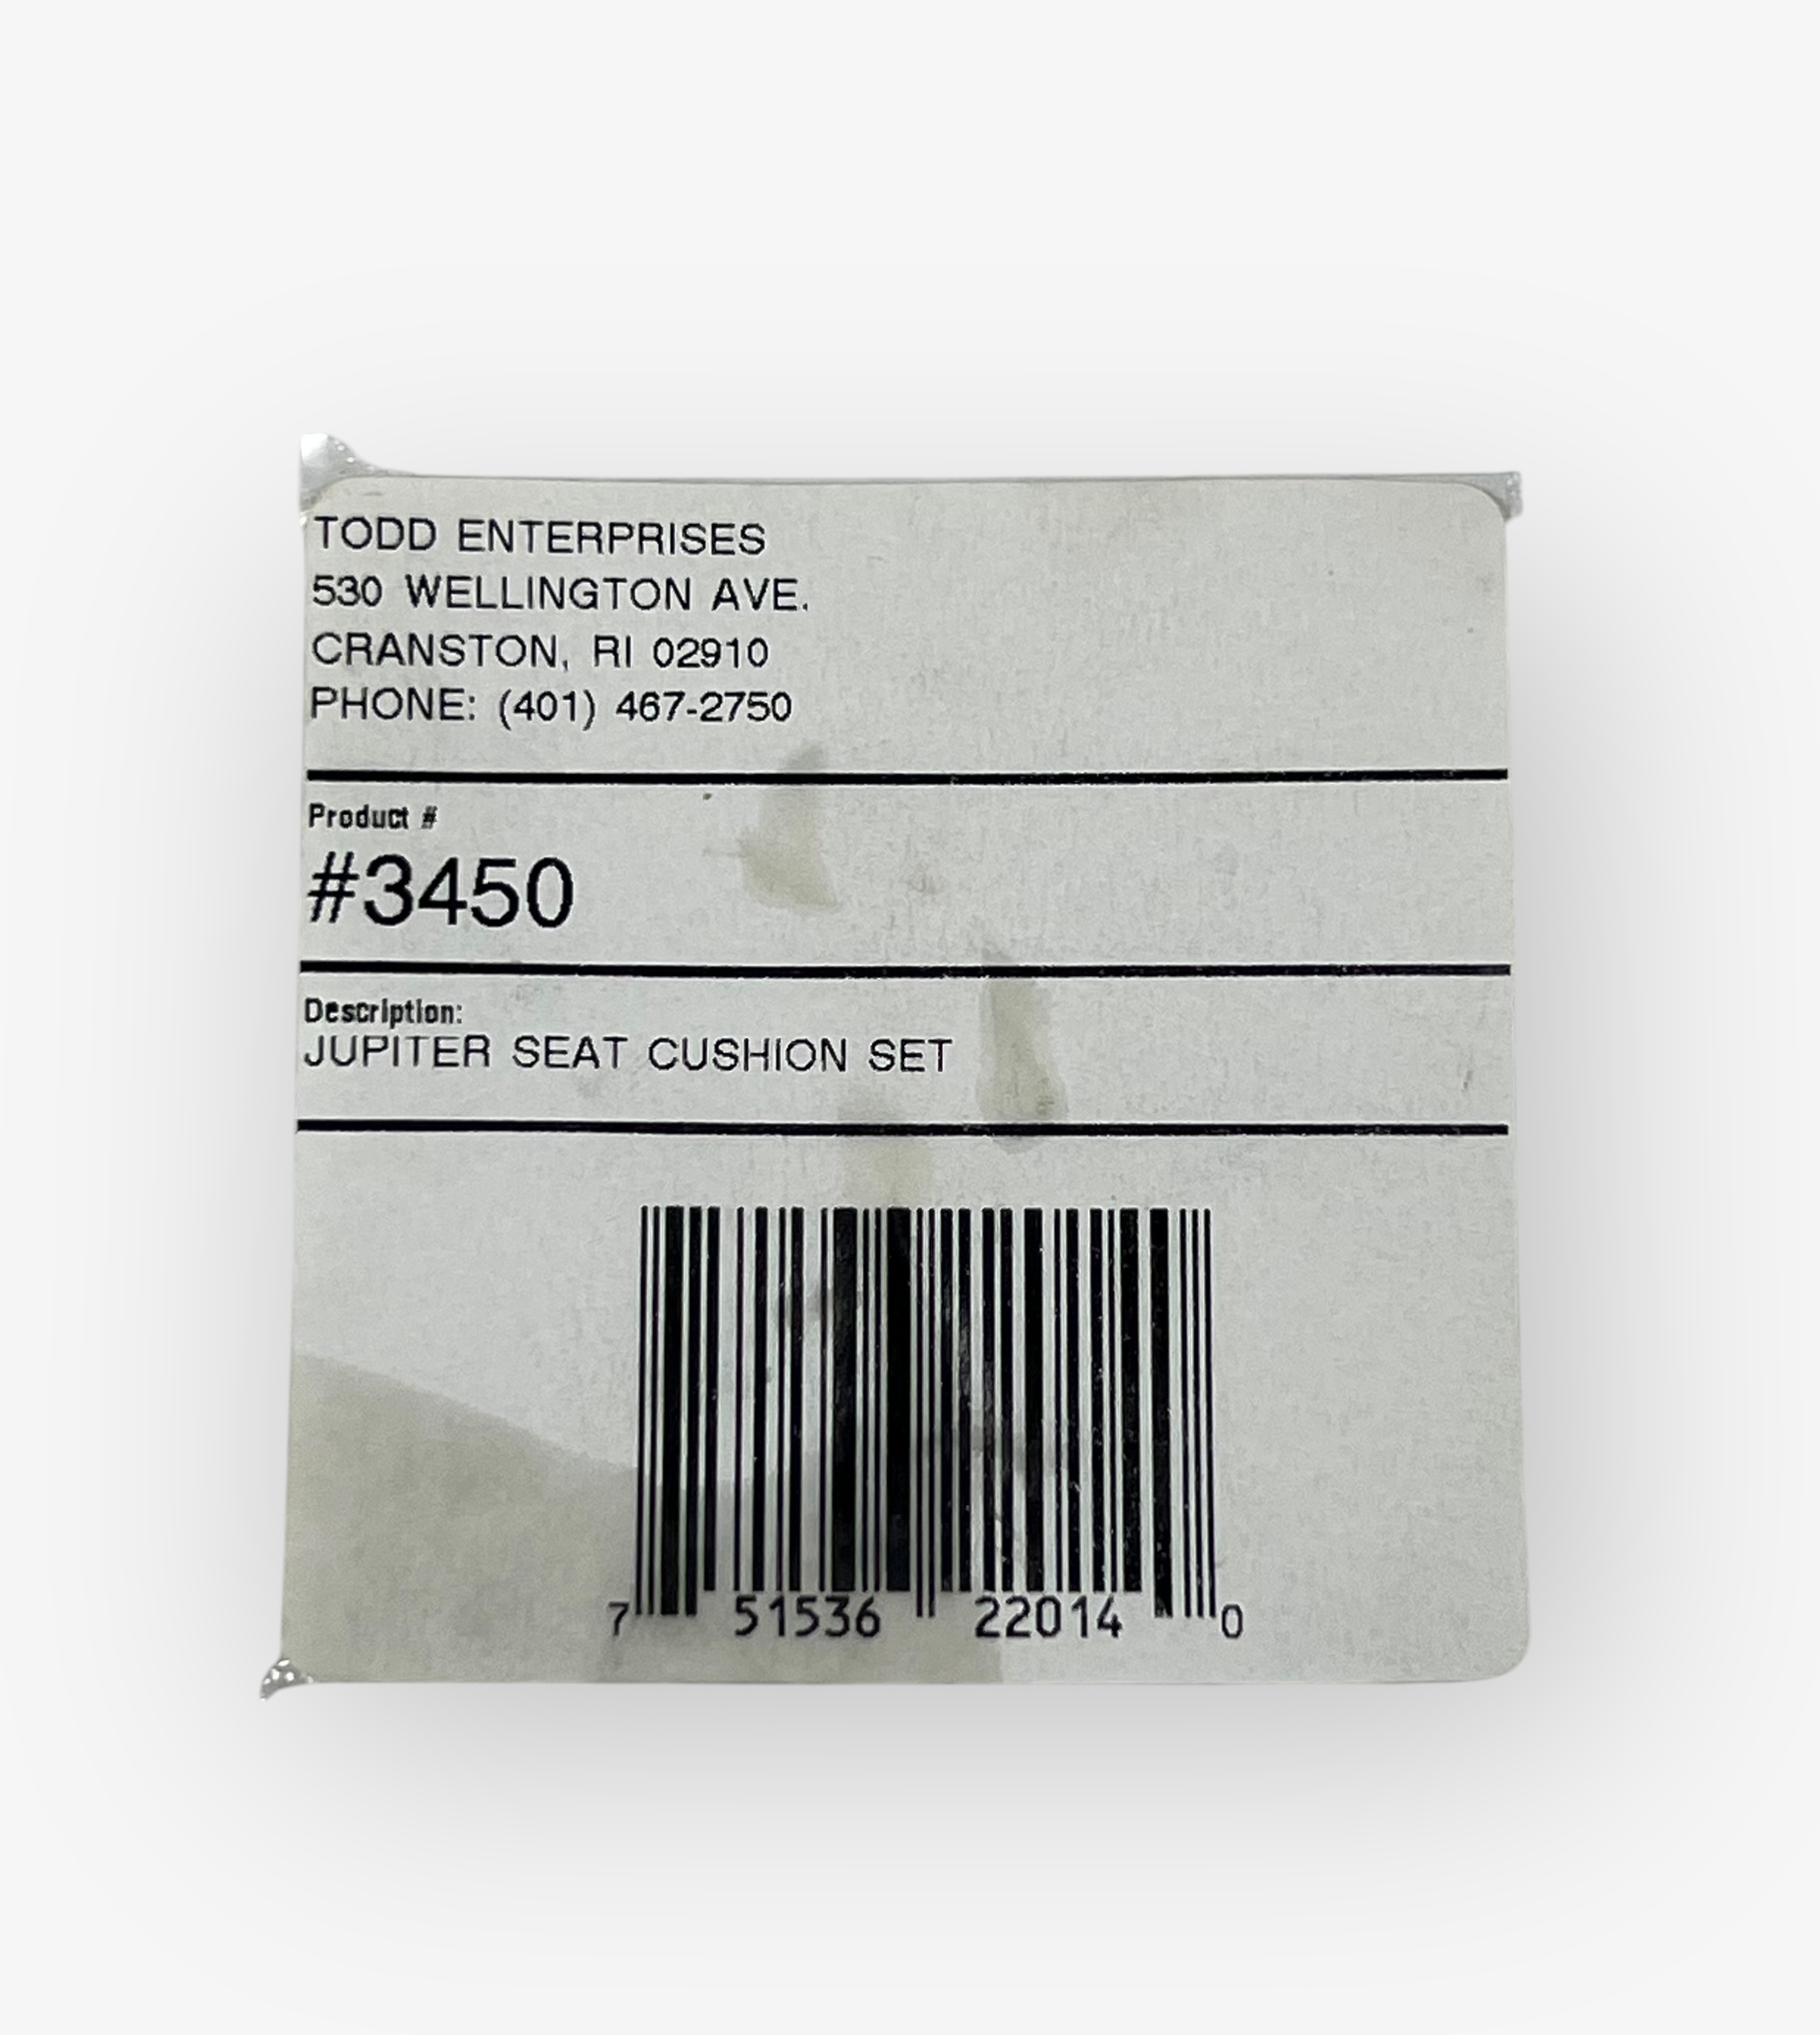 TODD ENTERPRISES
530 WELLINGTON AVE.
CRANSTON, RI 02910
PHONE: (401) 467-2750
Product #
#3450
Description:
JUPITER SEAT CUSHION SET
7 51536 22014 0